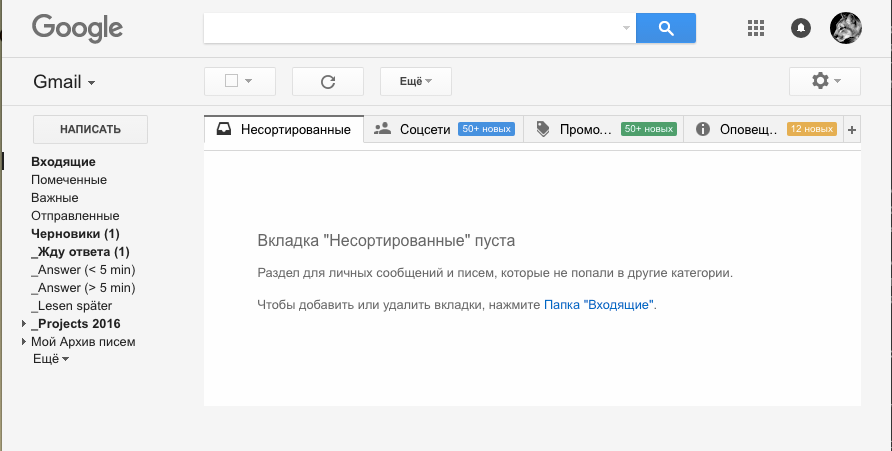 Google
Gmail
Ещё
НАПИСАТЬ
Входящие
Помеченные
Важные
Отправленные
Черновики (1)
_Жду ответа (1)
_Answer (< 5 min)
_Answer (> 5 min)
_Lesen später
_Projects 2016
Мой Архив писем
Ещё
Несортированные
Соцсети 50+ новых
Промо... 50+ новых
Оповещ... 12 новых
+
Вкладка "Несортированные" пуста
Раздел для личных сообщений и писем, которые не попали в другие категории.
Чтобы добавить или удалить вкладки, нажмите Папка "Входящие".